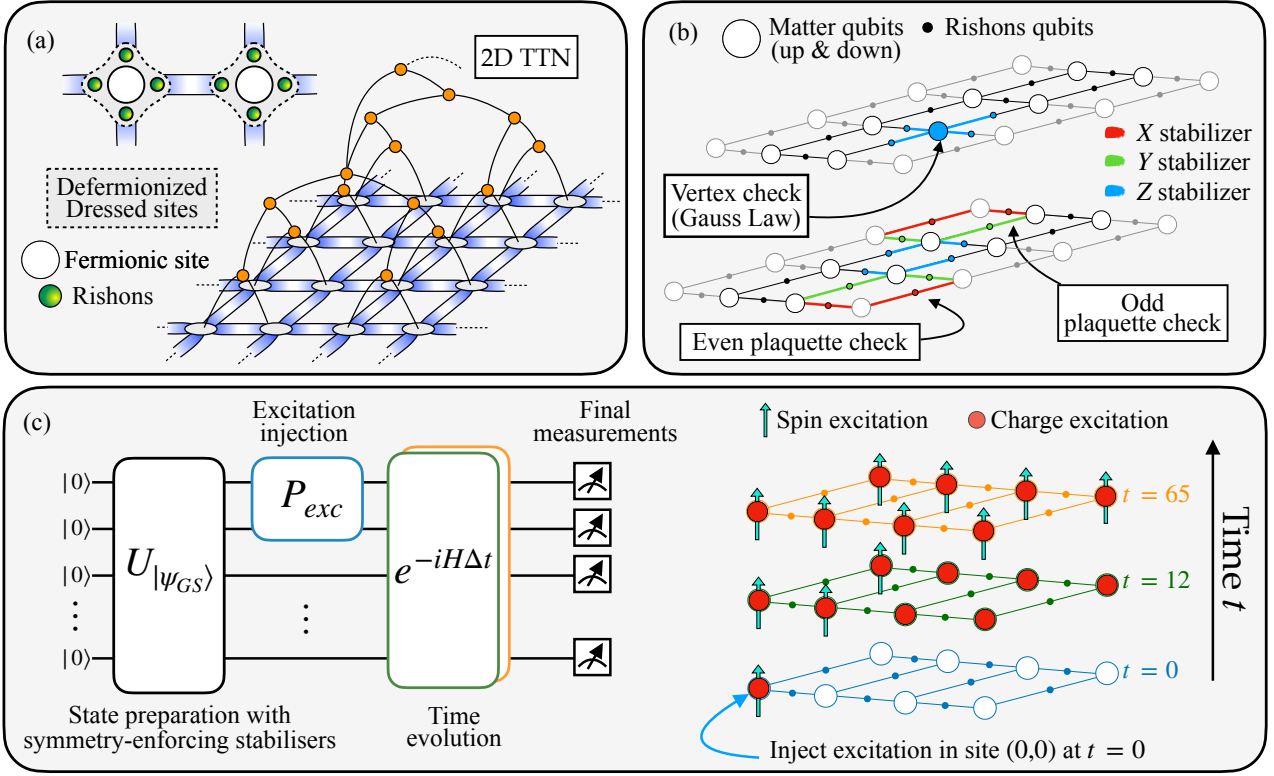 (a)
2D TTN
Defermionized
Dressed sites
Fermionic site
Rishons
(b)
Matter qubits
(up & down)
Rishons qubits
X stabilizer
Y stabilizer
Z stabilizer
Vertex check
(Gauss Law)
Odd
plaquette check
Even plaquette check
(c)
Excitation
injection
Final
measurements
|0⟩
|0⟩
|0⟩
⋮
|0⟩
U|ψGS⟩
Pexc
⋮
e−iHΔt
State preparation with
symmetry-enforcing stabilisers
Time
evolution
Spin excitation
Charge excitation
t = 65
t = 12
t = 0
Time t
Inject excitation in site (0,0) at t = 0